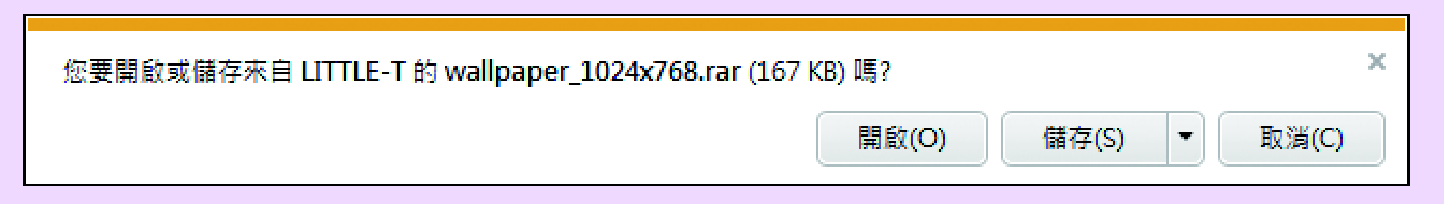 您要開啟或儲存來自 LITTLE-T 的 wallpaper_1024x768.rar (167 KB) 嗎?
開啟(O) 儲存(S) 取消(C)